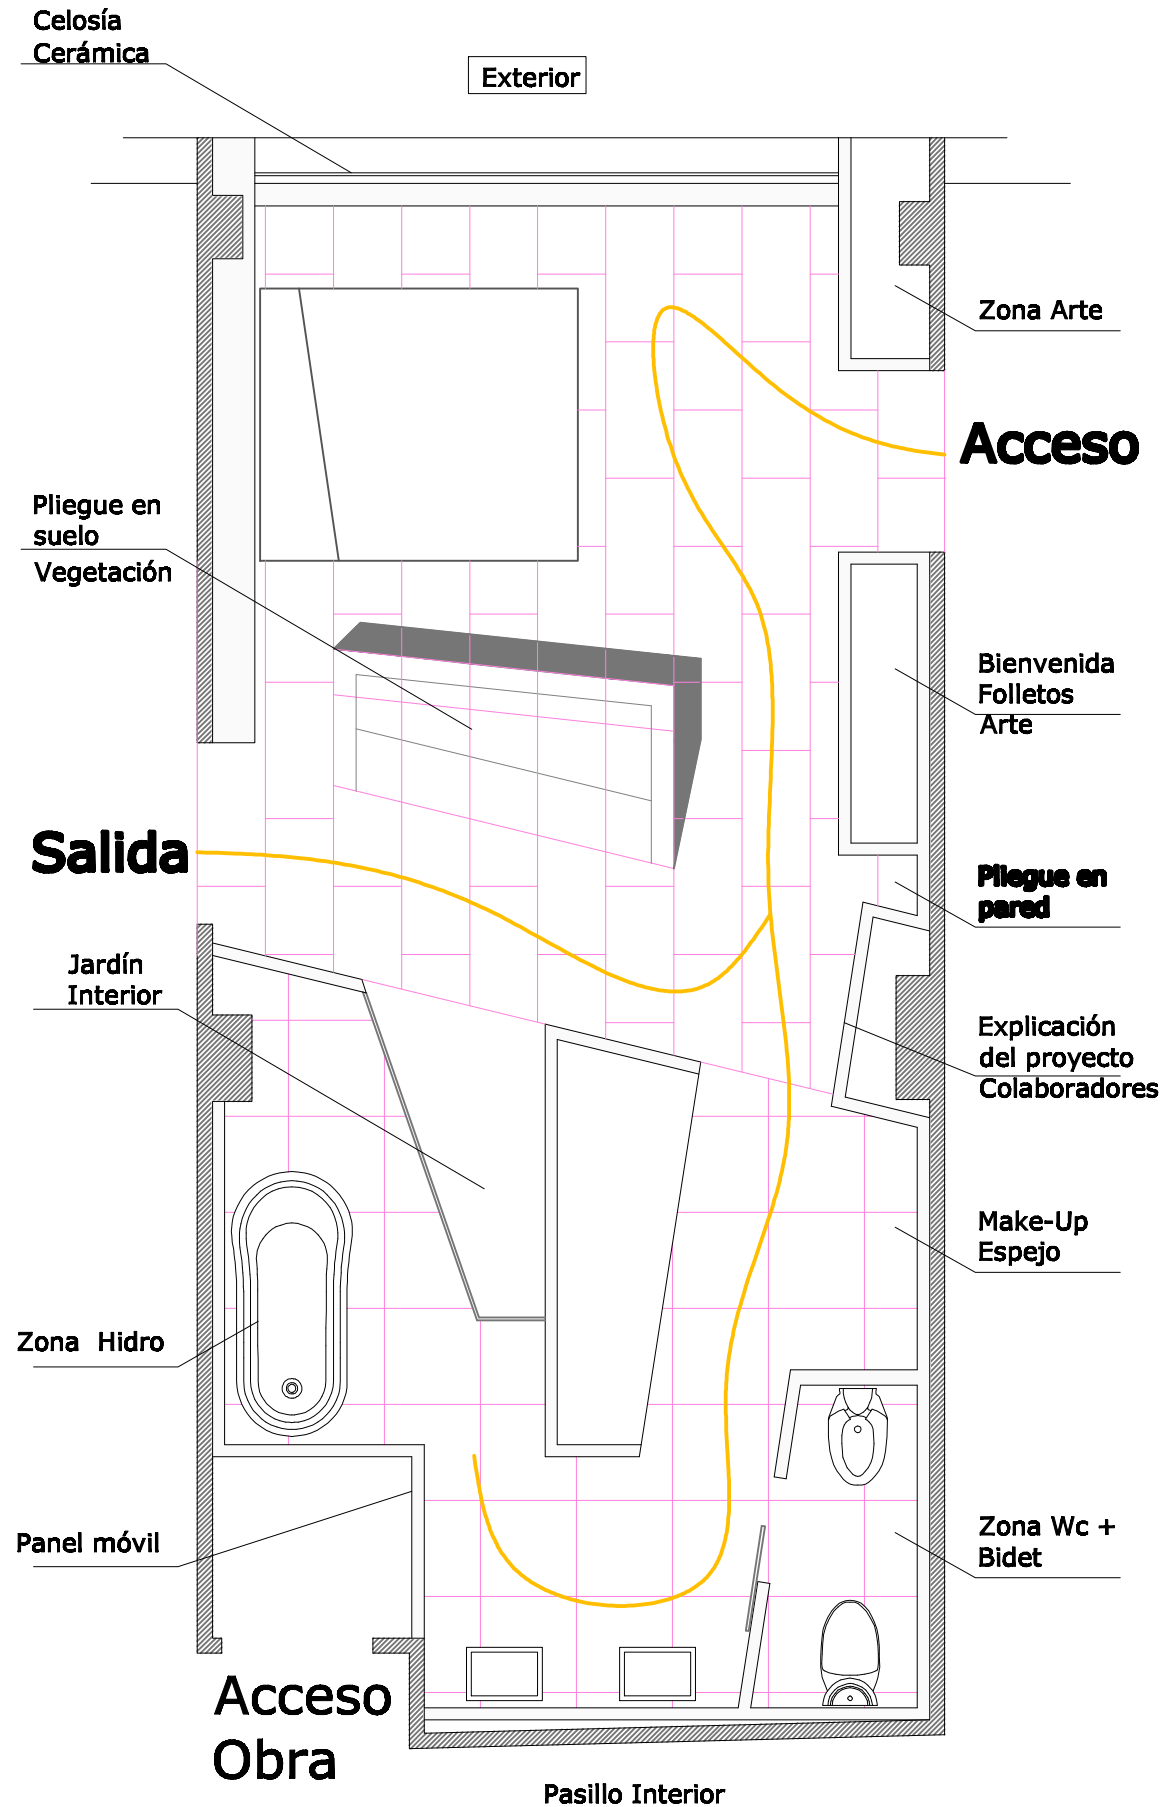 Celosía
Cerámica
Exterior
Zona Arte
Acceso
Pliegue en
suelo
Vegetación
Bienvenida
Folletos
Arte
Salida
Pliegue en
pared
Jardín
Interior
Explicación
del proyecto
Colaboradores
Make-Up
Espejo
Zona  Hidro
Panel móvil
Zona Wc +
Bidet
Acceso
Obra
Pasillo Interior